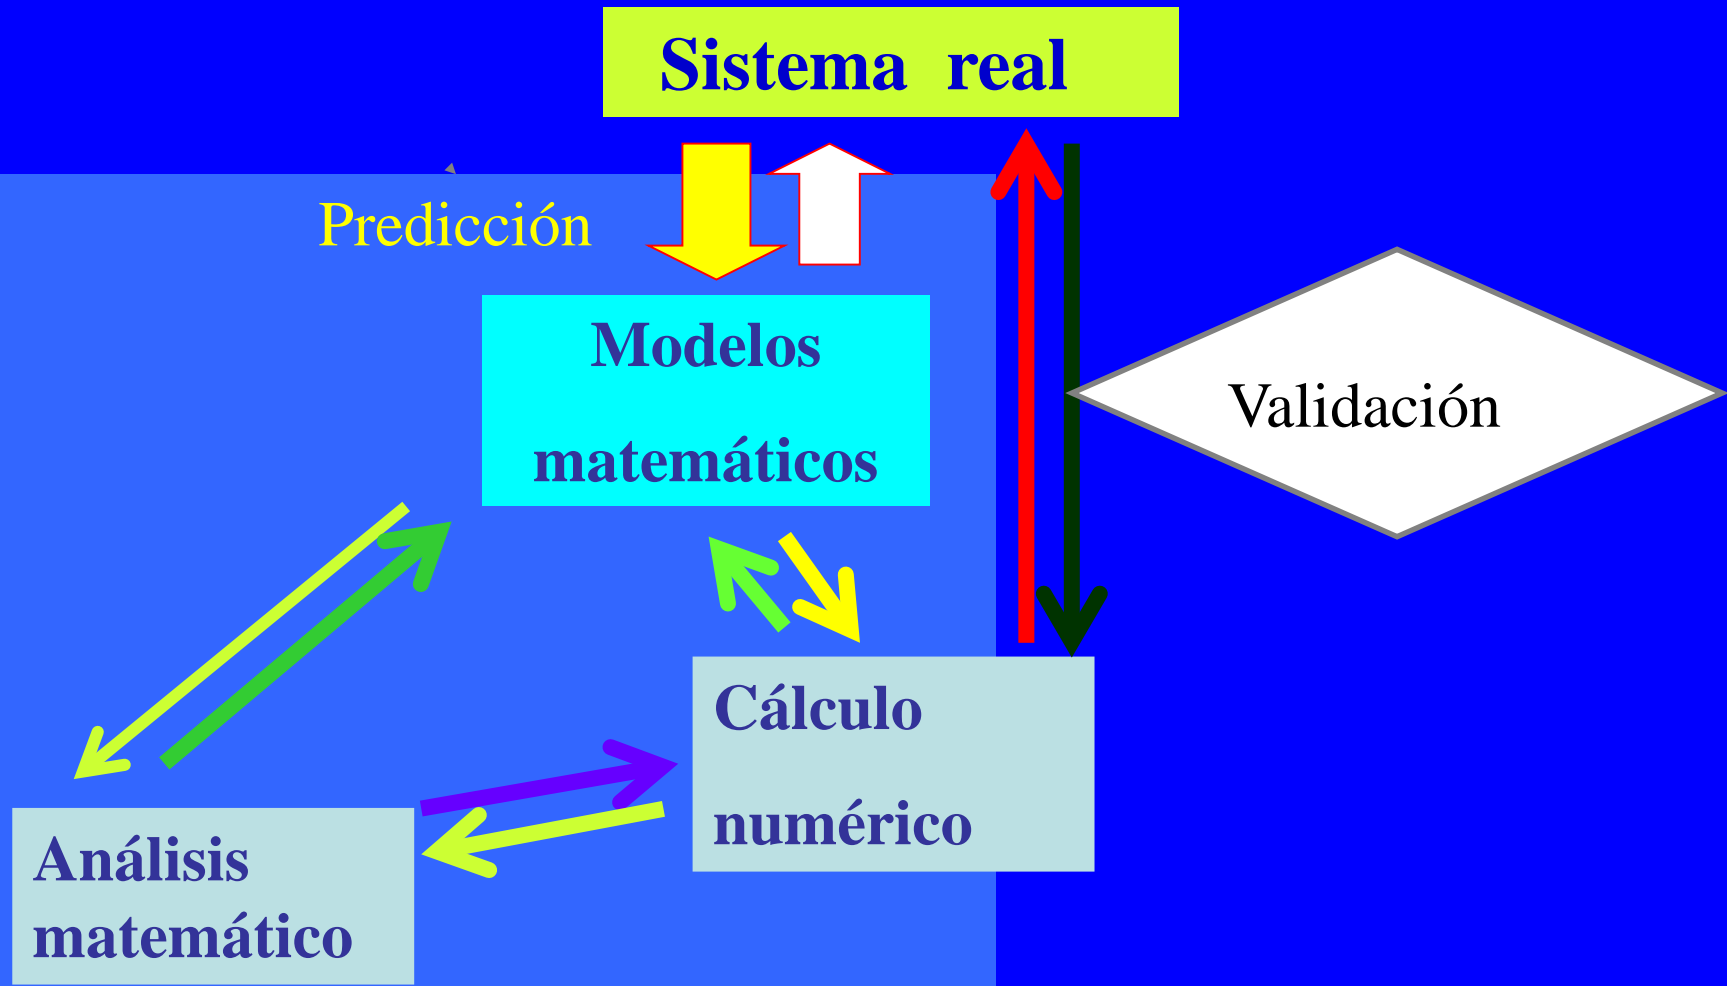 Sistema real
Predicción
Modelos
matemáticos
Validación
Cálculo
numérico
Análisis
matemático